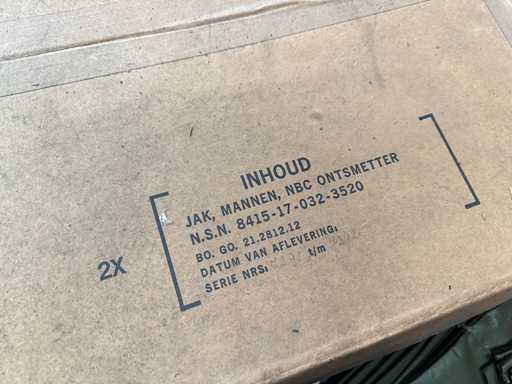 INHOUD
JAK, MANNEN, NBC ONTSMETTER
N.S.N. 8415-17-032-3520
BO. GO. 21.2812.12
DATUM VAN AFLEVERING:
SERIE NRS: t/m
2X